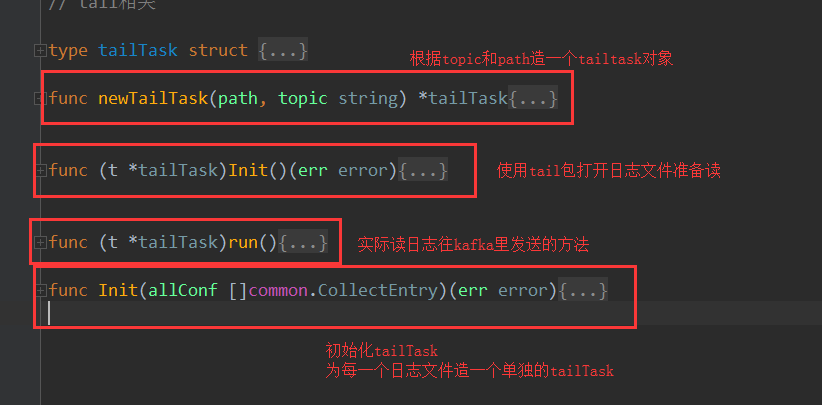 // tail相关
type tailTask struct {...}
根据topic和path造一个tailtask对象
func newTailTask(path, topic string) *tailTask{...}
func (t *tailTask)Init()(err error){...}
使用tail包打开日志文件准备读
func (t *tailTask)run(){...}
实际读日志往kafka里发送的方法
func Init(allConf []common.CollectEntry)(err error){...}
初始化tailTask
为每一个日志文件造一个单独的tailTask